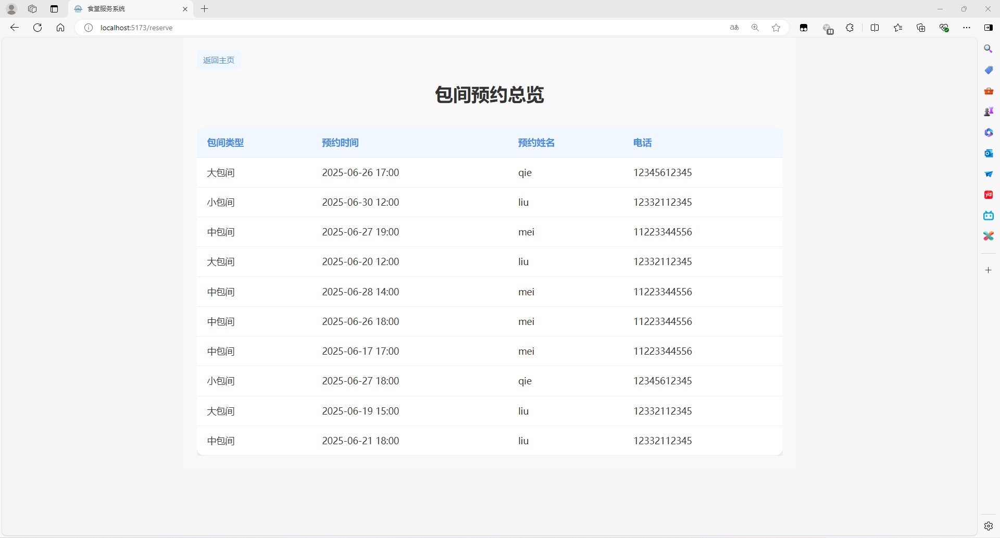 食堂服务系统
localhost:5173/reserve
返回主页
包间预约总览
包间类型 预约时间 预约姓名 电话
大包间 2025-06-26 17:00 qie 12345612345
小包间 2025-06-30 12:00 liu 12332112345
中包间 2025-06-27 19:00 mei 11223344556
大包间 2025-06-20 12:00 liu 12332112345
中包间 2025-06-28 14:00 mei 11223344556
中包间 2025-06-26 18:00 mei 11223344556
中包间 2025-06-17 17:00 mei 11223344556
小包间 2025-06-27 18:00 qie 12345612345
大包间 2025-06-19 15:00 liu 12332112345
中包间 2025-06-21 18:00 liu 12332112345